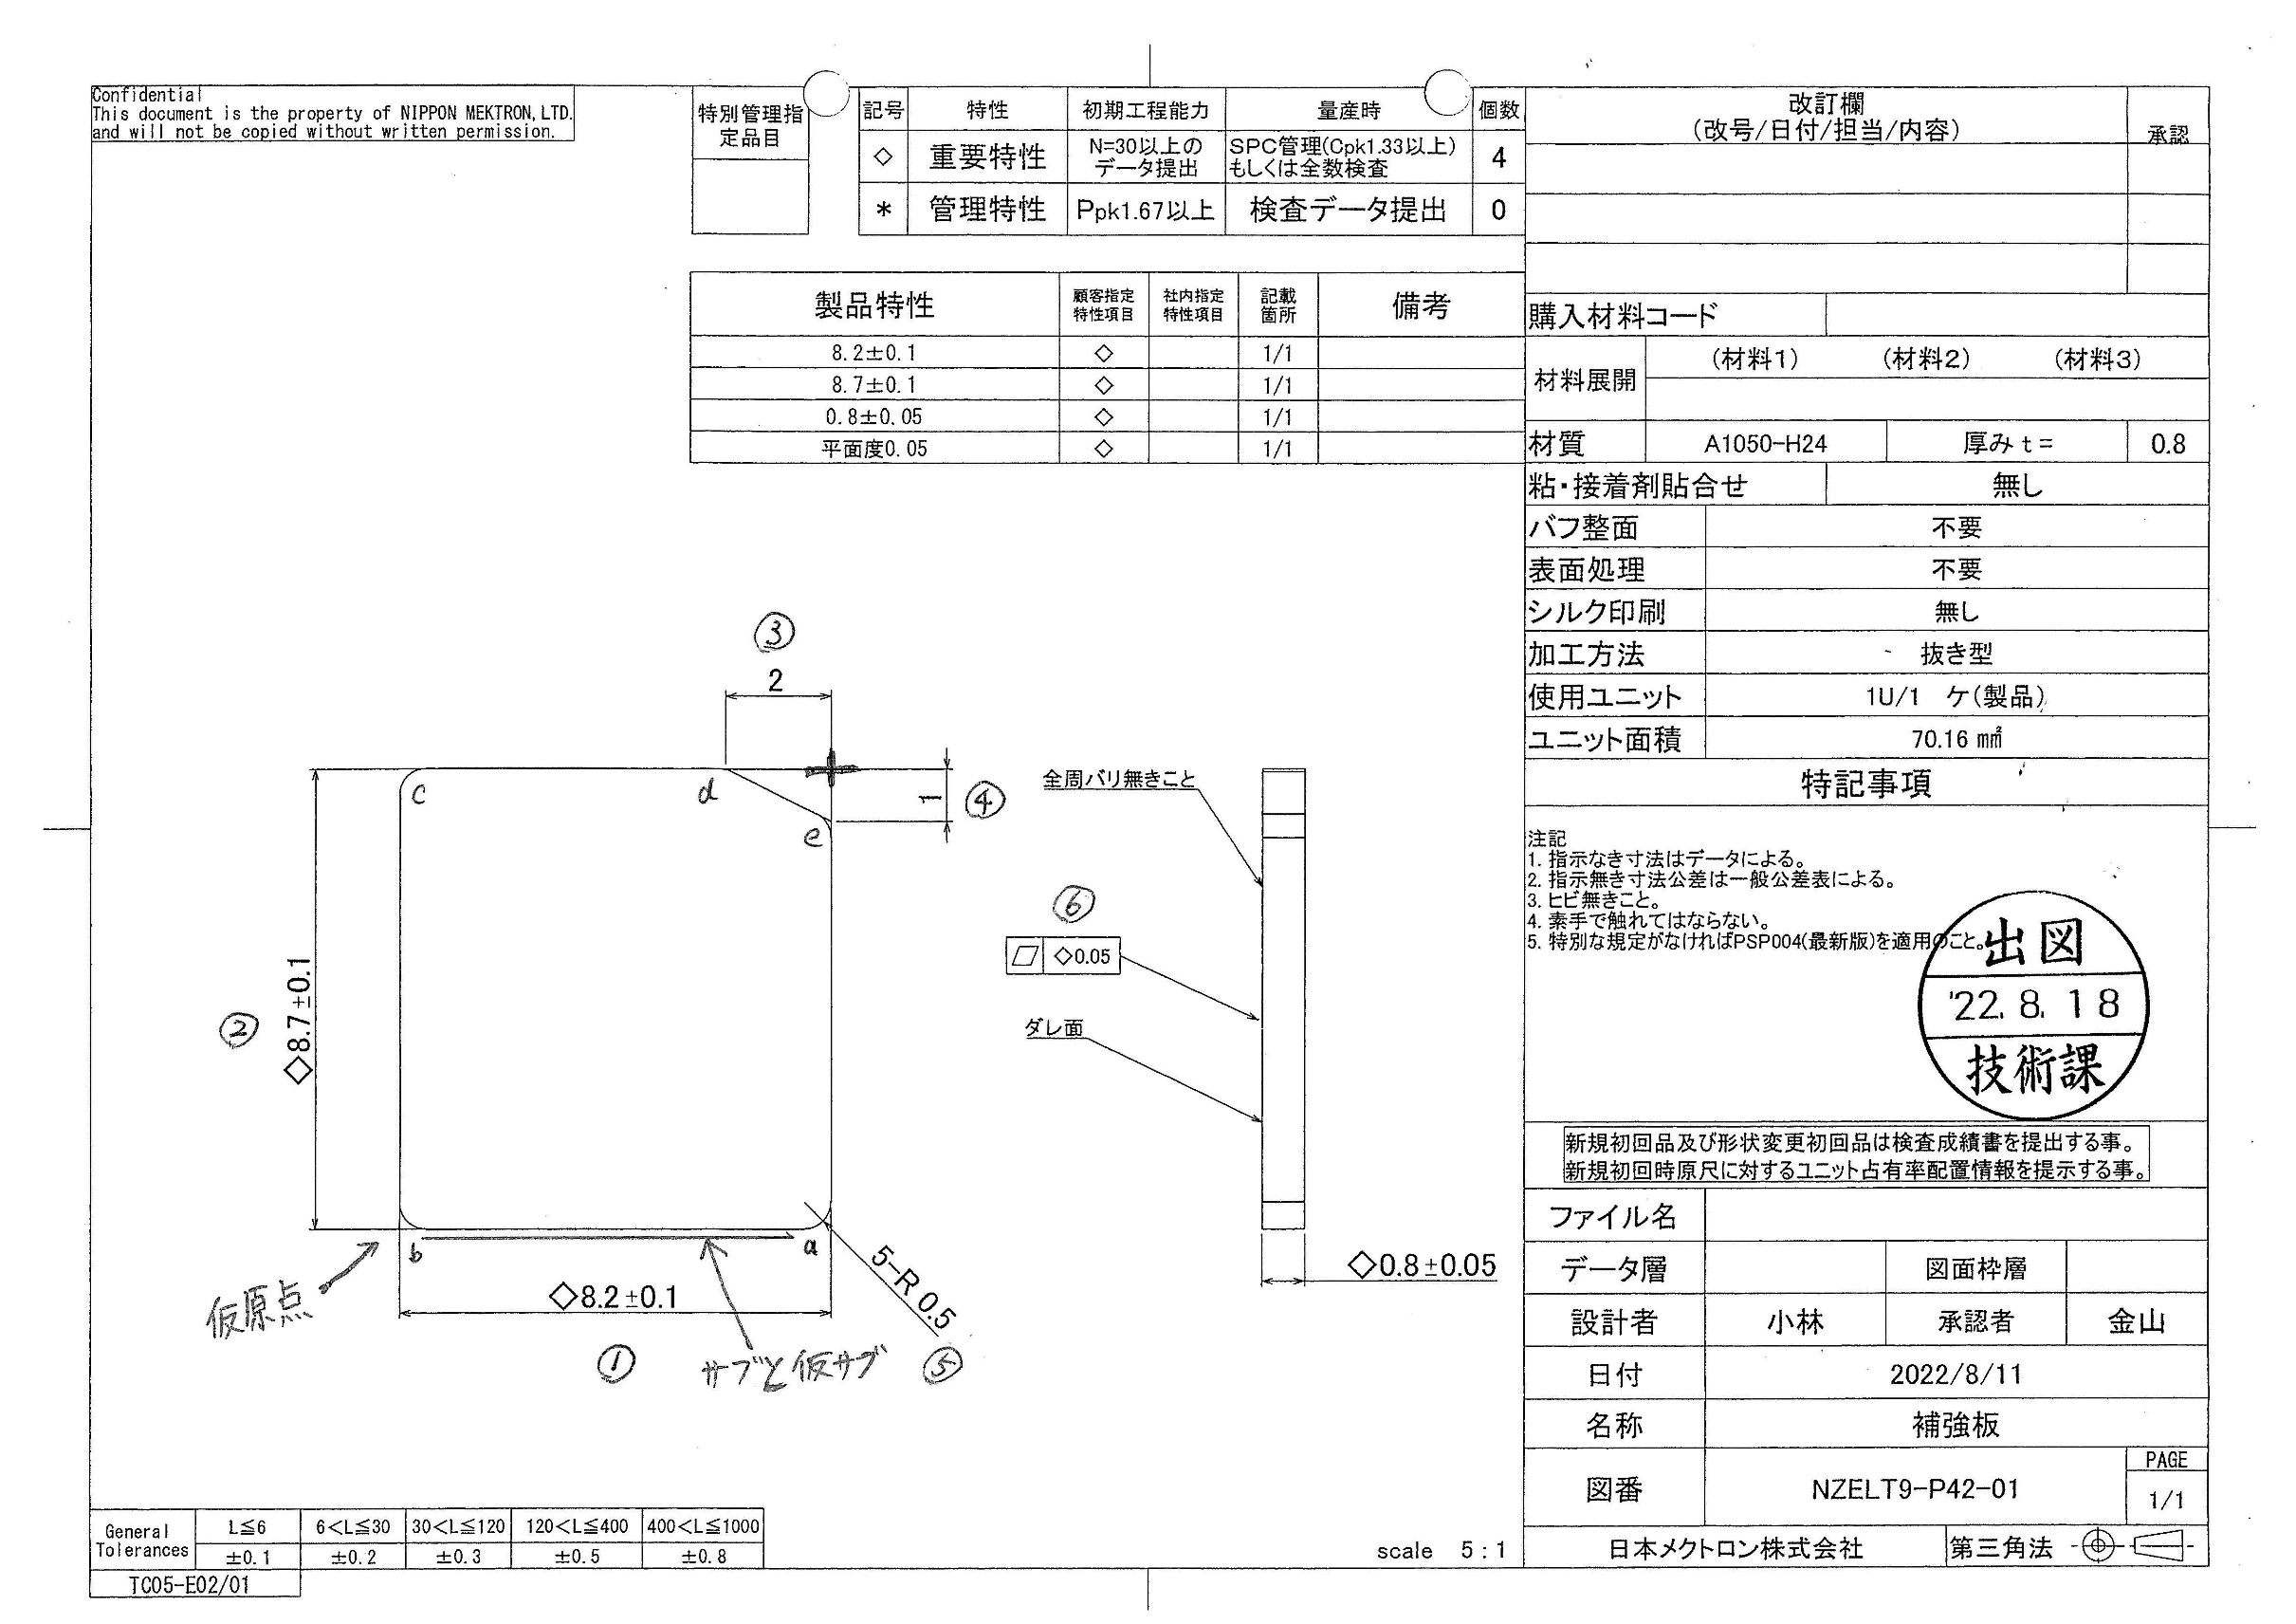 Confidential
This document is the property of NIPPON MEKTRON,LTD.
and will not be copied without written permission.
特別管理指
定品目
記号 特性 初期工程能力 量産時 個数
◇ 重要特性 N=30以上の データ提出 SPC管理(Cpk1.33以上) もしくは全数検査 4
* 管理特性 Ppk1.67以上 検査データ提出 0
改訂欄
(改号/日付/担当/内容) 承認
製品特性 顧客指定 特性項目 社内指定 特性項目 記載 箇所 備考
8.2±0.1 ◇ 1/1
8.7±0.1 ◇ 1/1
0.8±0.05 ◇ 1/1
平面度0.05 ◇ 1/1
購入材料コード
材料展開 (材料1) (材料2) (材料3)
材質 A1050-H24 厚みt= 0.8
粘・接着剤貼合せ 無し
バフ整面 不要
表面処理 不要
シルク印刷 無し
加工方法 抜き型
使用ユニット 1U/1 ケ(製品)
ユニット面積 70.16 mm²
特記事項
注記
1. 指示なき寸法はデータによる。
2. 指示無き寸法公差は一般公差表による。
3. ヒビ無きこと。
4. 素手で触れてはならない。
5. 特別な規定がなければPSP004(最新版)を適用のこと。
出図
'22.8.18
技術課
③
2
c
d
e
1
④
②
◇8.7±0.1
b
a
仮原点
◇8.2±0.1
①
サブと仮サブ
5-R0.5
⑤
全周バリ無きこと
⑥
◇0.05
ダレ面
◇0.8±0.05
新規初回品及び形状変更初回品は検査成績書を提出する事。
新規初回時原尺に対するユニット占有率配置情報を提示する事。
ファイル名
データ層 図面枠層
設計者 小林 承認者 金山
日付 2022/8/11
名称 補強板
図番 NZELT9-P42-01 PAGE 1/1
日本メクトロン株式会社 第三角法
scale 5:1
General Tolerances L≦6 6<L≦30 30<L≦120 120<L≦400 400<L≦1000
±0.1 ±0.2 ±0.3 ±0.5 ±0.8
TC05-E02/01